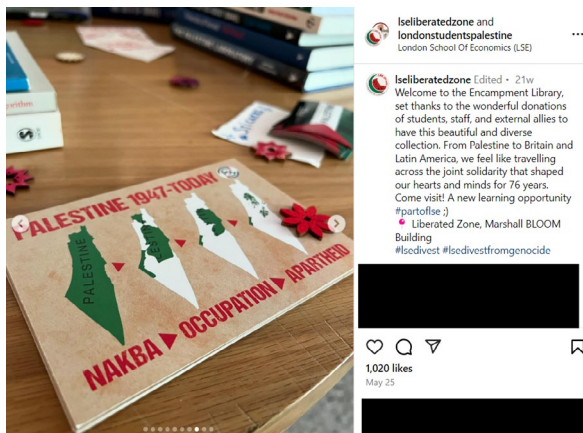 PALESTINE 1947-TODAY
PALESTINE
NAKBA OCCUPATION APARTHEID
lseliberatedzone and
londonstudentspalestine
London School Of Economics (LSE)
lseliberatedzone Edited • 21w
Welcome to the Encampment Library,
set thanks to the wonderful donations
of students, staff, and external allies to
have this beautiful and diverse
collection. From Palestine to Britain and
Latin America, we feel like travelling
across the joint solidarity that shaped
our hearts and minds for 76 years.
Come visit! A new learning opportunity
#partoflse ;)
Liberated Zone, Marshall BLOOM
Building
#lsedivest #lsedivestfromgenocide
1,020 likes
May 25